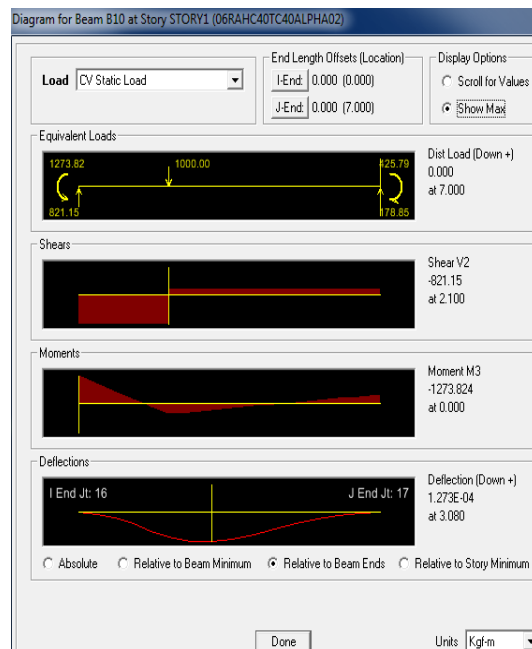 Diagram for Beam B10 at Story STORY1 (06RAHC40TC40ALPHA02)
Load CV Static Load
End Length Offsets (Location)
I-End: 0.000 (0.000)
J-End: 0.000 (7.000)
Display Options
Scroll for Values
Show Max
Equivalent Loads
1273.82 1000.00 425.79
821.15 178.85
Dist Load (Down +)
0.000
at 7.000
Shears
Shear V2
-821.15
at 2.100
Moments
Moment M3
-1273.824
at 0.000
Deflections
I End Jt: 16 J End Jt: 17
Deflection (Down +)
1.273E-04
at 3.080
Absolute Relative to Beam Minimum Relative to Beam Ends Relative to Story Minimum
Done Units Kgf-m